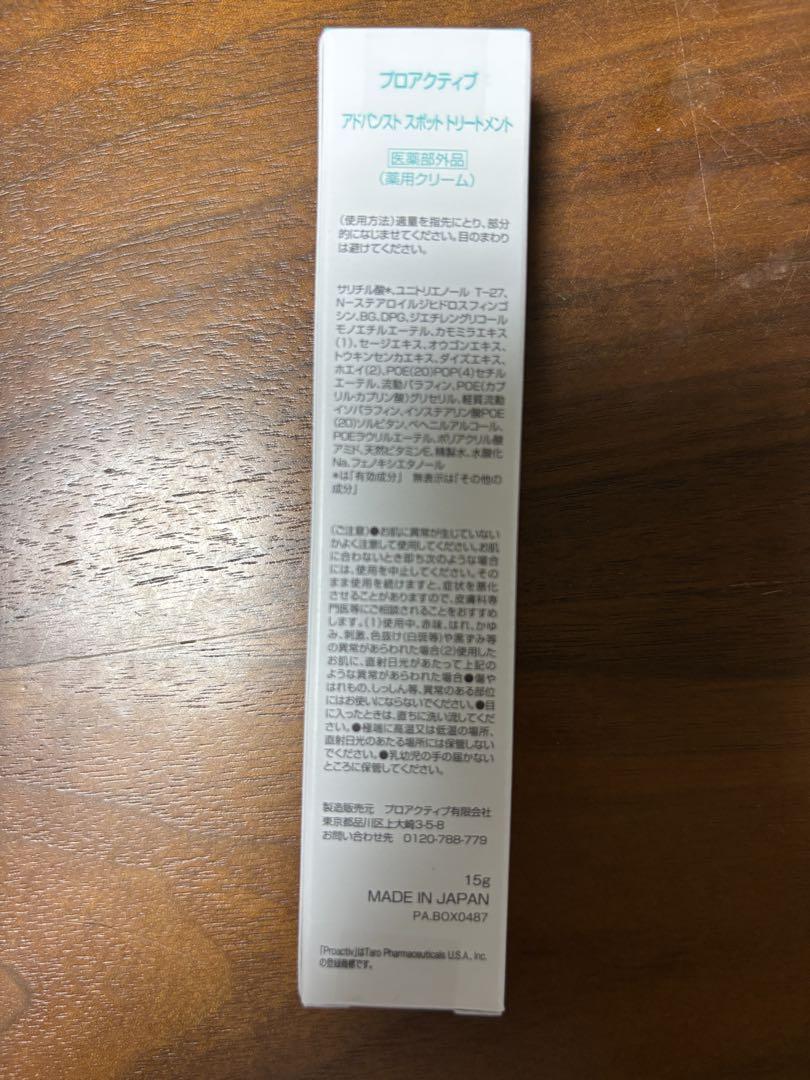 プロアクティブ
アドバンスト スポット トリートメント
医薬部外品
(薬用クリーム)
(使用方法)適量を指先にとり、部分
的になじませてください。目のまわり
は避けてください。
サリチル酸*、ユニトリエノール T-27、
N-ステアロイルジヒドロスフィンゴ
シン、BG、DPG、ジエチレングリコール
モノエチルエーテル、カモミラエキス
(1)、セージエキス、オウゴンエキス、
トウキンセンカエキス、ダイズエキス、
ホエイ(2)、POE(20)POP(4)セチル
エーテル、流動パラフィン、POE(カプ
リル・カプリン酸)グリセリル、軽質流動
イソパラフィン、イソステアリン酸POE
(20)ソルビタン、ベヘニルアルコール、
POEラウリルエーテル、ポリアクリル酸
アミド、天然ビタミンE、精製水、水酸化
Na、フェノキシエタノール
*は「有効成分」 無表示は「その他の
成分」
(ご注意)●お肌に異常が生じていない
かよく注意して使用してください。お肌
に合わないとき即ち次のような場合
には、使用を中止してください。その
まま使用を続けますと、症状を悪化
させることがありますので、皮膚科専
門医等にご相談されることをおすすめ
します。(1)使用中、赤味、はれ、かゆ
み、刺激、色抜け(白斑等)や黒ずみ等
の異常があらわれた場合(2)使用した
お肌に、直射日光があたって上記の
ような異常があらわれた場合●傷や
はれもの、しっしん等、異常のある部位
にはお使いにならないでください。●目
に入ったときは、直ちに洗い流してくだ
さい。●極端に高温又は低温の場所、
直射日光のあたる場所には保管しない
でください。●乳幼児の手の届かない
ところに保管してください。
製造販売元 プロアクティブ有限会社
東京都品川区上大崎3-5-8
お問い合わせ先 0120-788-779
15g
MADE IN JAPAN
PA.BOX0487
「Proactiv」はTaro Pharmaceuticals U.S.A., Inc.
の登録商標です。